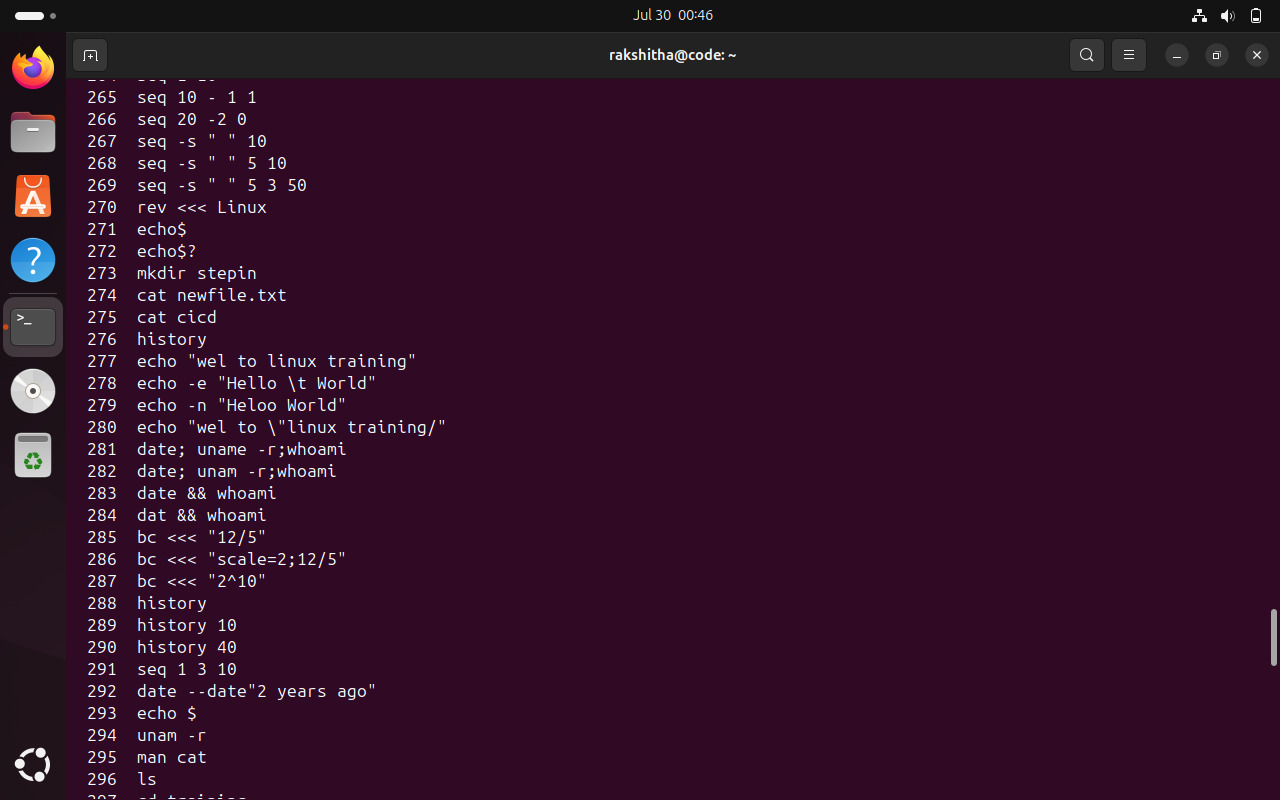 Jul 30 00:46
rakshitha@code: ~
265 seq 10 - 1 1
266 seq 20 -2 0
267 seq -s " " 10
268 seq -s " " 5 10
269 seq -s " " 5 3 50
270 rev <<< Linux
271 echo$
272 echo$?
273 mkdir stepin
274 cat newfile.txt
275 cat cicd
276 history
277 echo "wel to linux training"
278 echo -e "Hello \t World"
279 echo -n "Heloo World"
280 echo "wel to \"linux training/"
281 date; uname -r;whoami
282 date; unam -r;whoami
283 date && whoami
284 dat && whoami
285 bc <<< "12/5"
286 bc <<< "scale=2;12/5"
287 bc <<< "2^10"
288 history
289 history 10
290 history 40
291 seq 1 3 10
292 date --date"2 years ago"
293 echo $
294 unam -r
295 man cat
296 ls